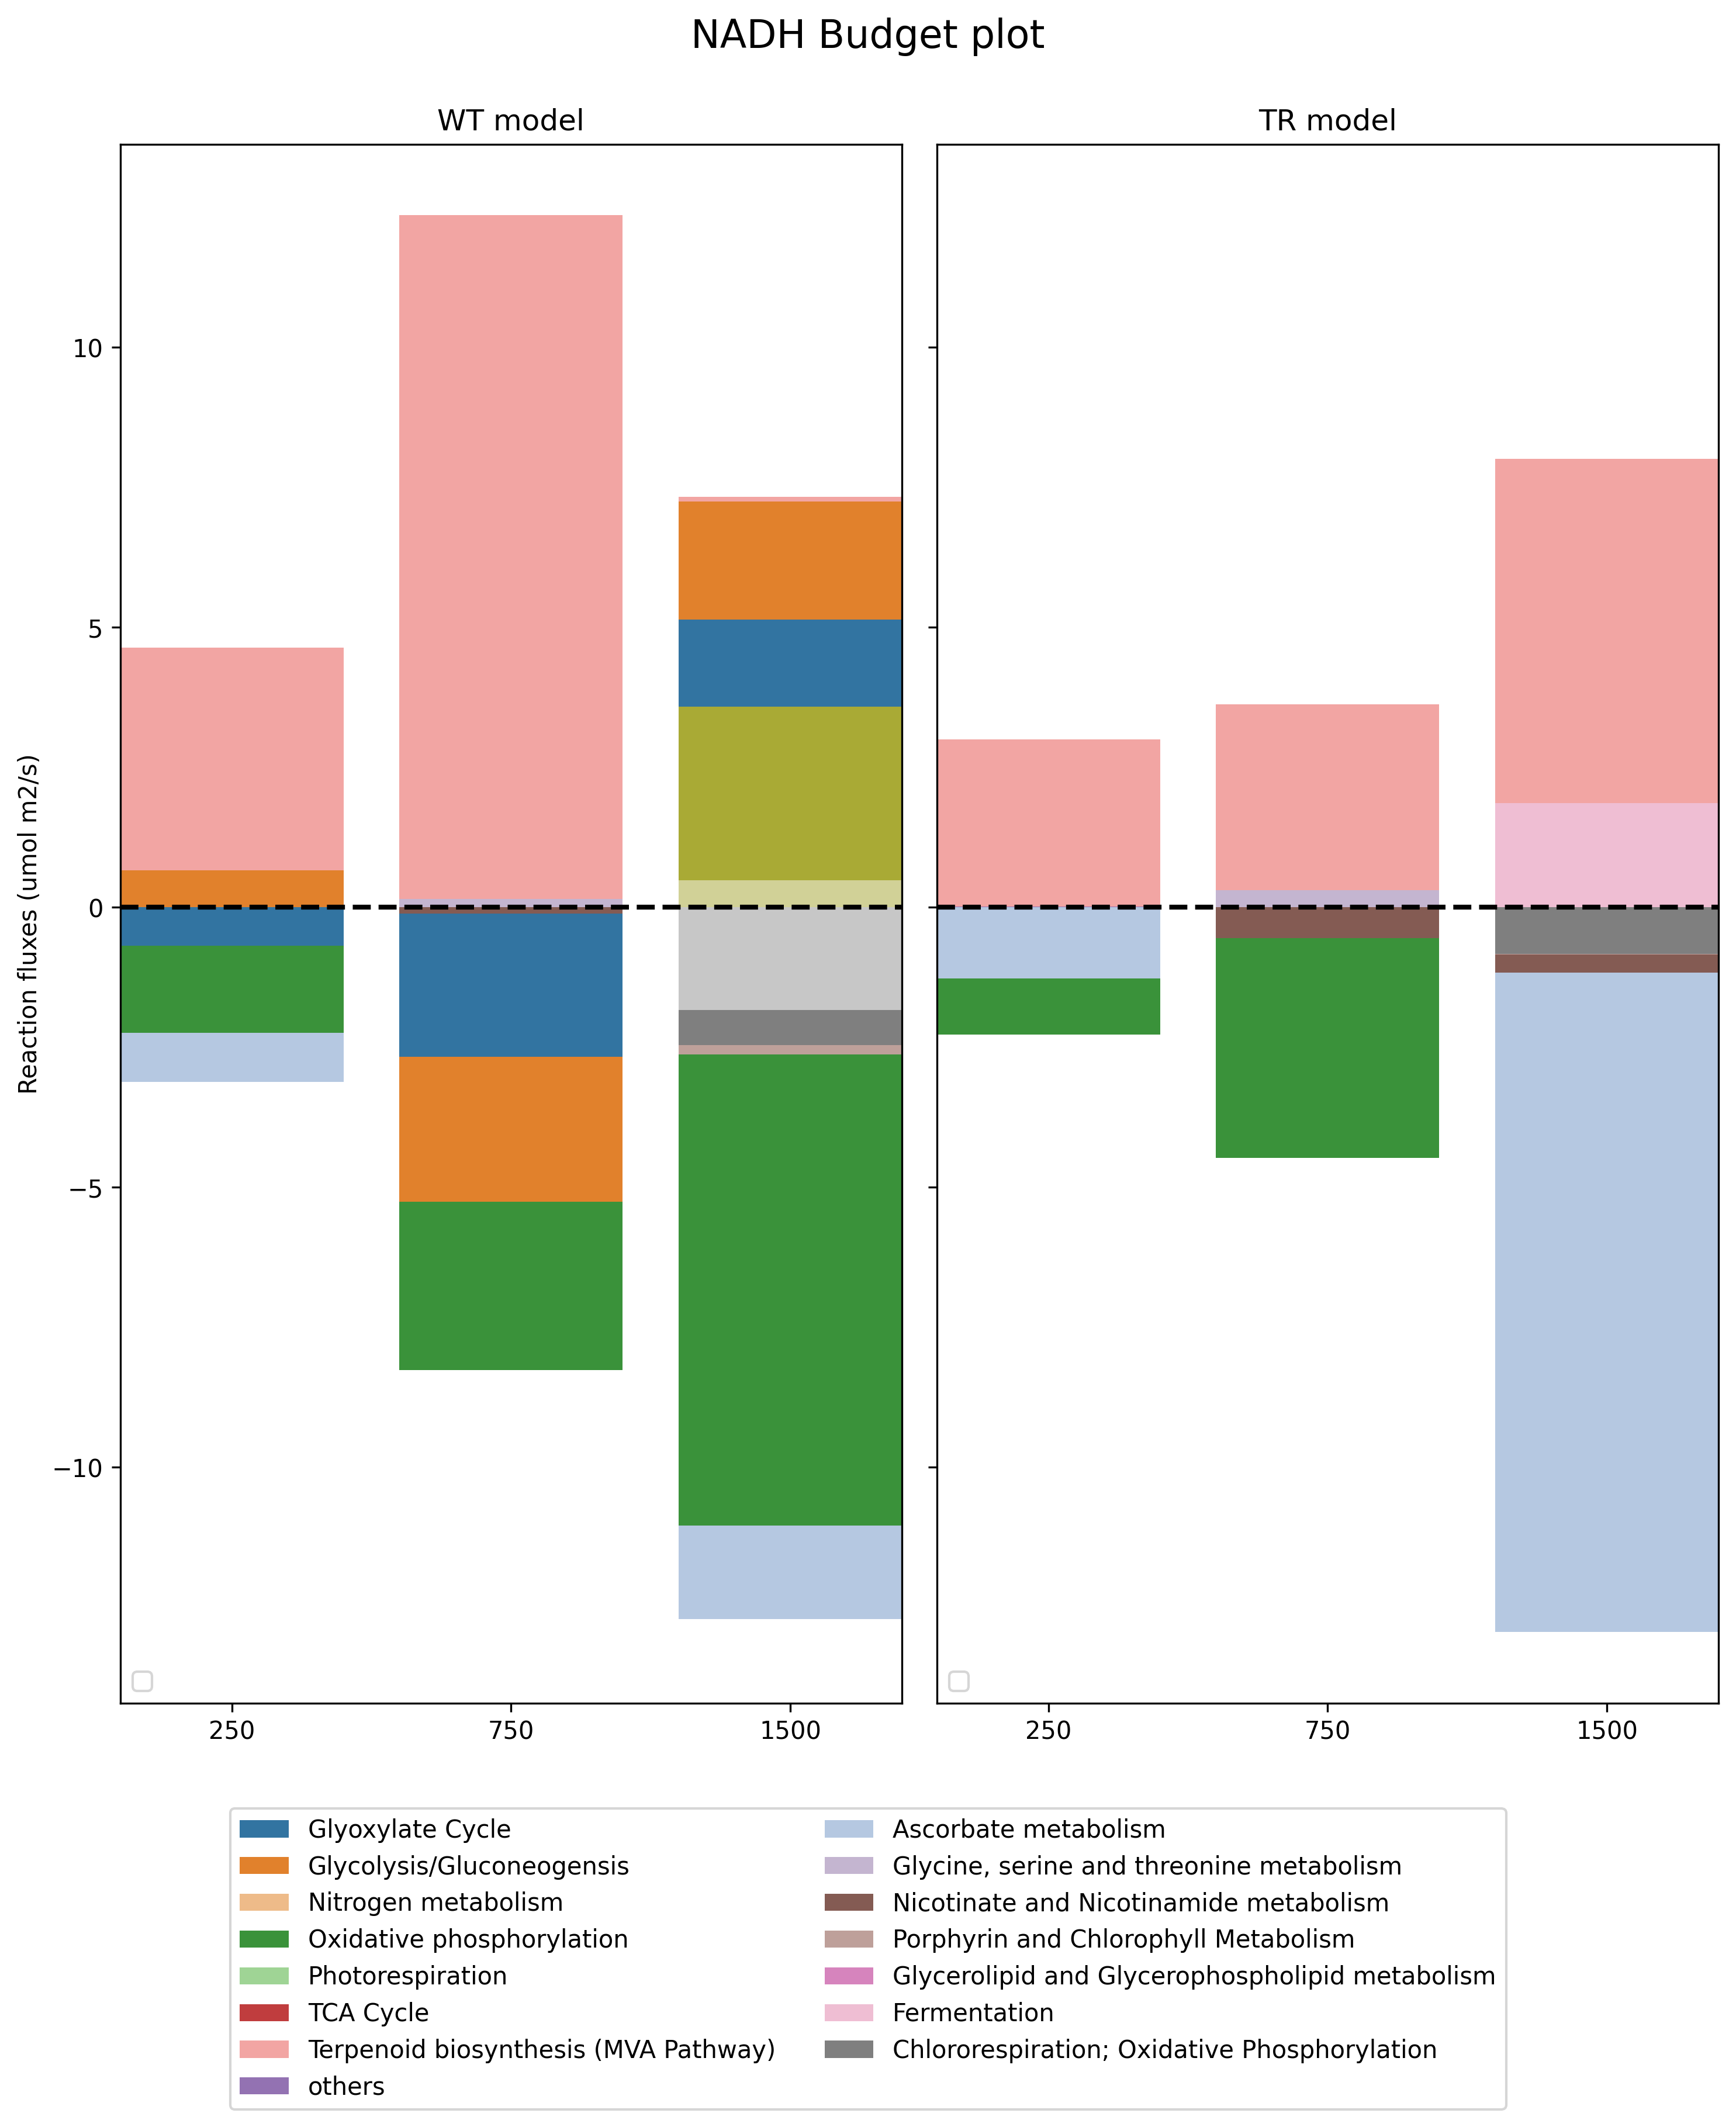 NADH Budget plot
WT model
TR model
Reaction fluxes (umol m2/s)
10
5
0
−5
−10
250
750
1500
250
750
1500
Glyoxylate Cycle
Glycolysis/Gluconeogensis
Nitrogen metabolism
Oxidative phosphorylation
Photorespiration
TCA Cycle
Terpenoid biosynthesis (MVA Pathway)
others
Ascorbate metabolism
Glycine, serine and threonine metabolism
Nicotinate and Nicotinamide metabolism
Porphyrin and Chlorophyll Metabolism
Glycerolipid and Glycerophospholipid metabolism
Fermentation
Chlororespiration; Oxidative Phosphorylation